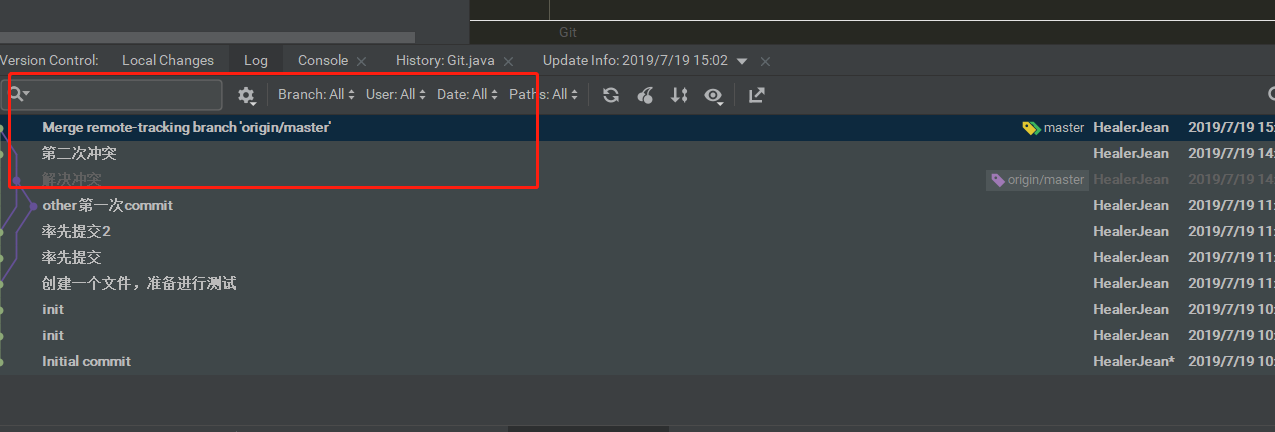 Git
Version Control: Local Changes Log Console History: Git.java Update Info: 2019/7/19 15:02
Branch: All User: All Date: All Paths: All
Merge remote-tracking branch 'origin/master' master HealerJean 2019/7/19 15:
第二次冲突 HealerJean 2019/7/19 14:
解决冲突 origin/master HealerJean 2019/7/19 14:
other第一次commit HealerJean 2019/7/19 11:
率先提交2 HealerJean 2019/7/19 11:
率先提交 HealerJean 2019/7/19 11:
创建一个文件，准备进行测试 HealerJean 2019/7/19 11:
init HealerJean 2019/7/19 10:
init HealerJean 2019/7/19 10:
Initial commit HealerJean* 2019/7/19 10: